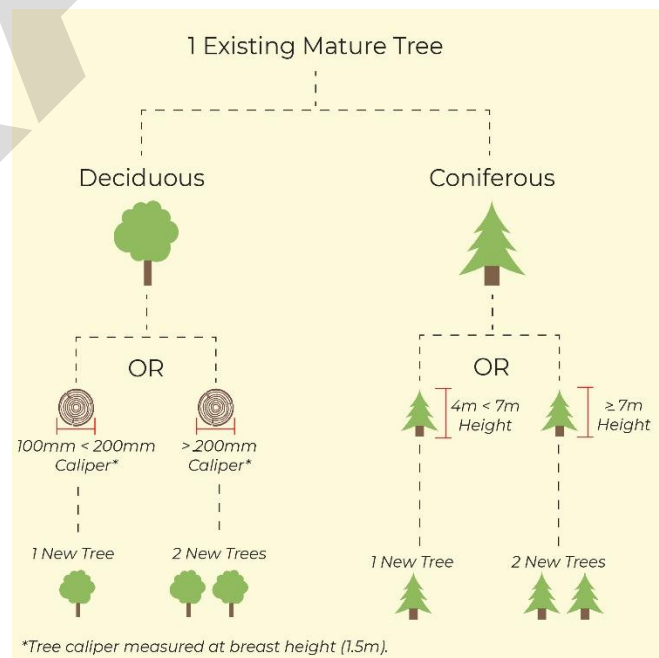 1 Existing Mature Tree
Deciduous
Coniferous
OR
OR
100mm < 200mm
Caliper*
≥200mm
Caliper*
4m < 7m
Height
≥7m
Height
1 New Tree
2 New Trees
1 New Tree
2 New Trees
*Tree caliper measured at breast height (1.5m).